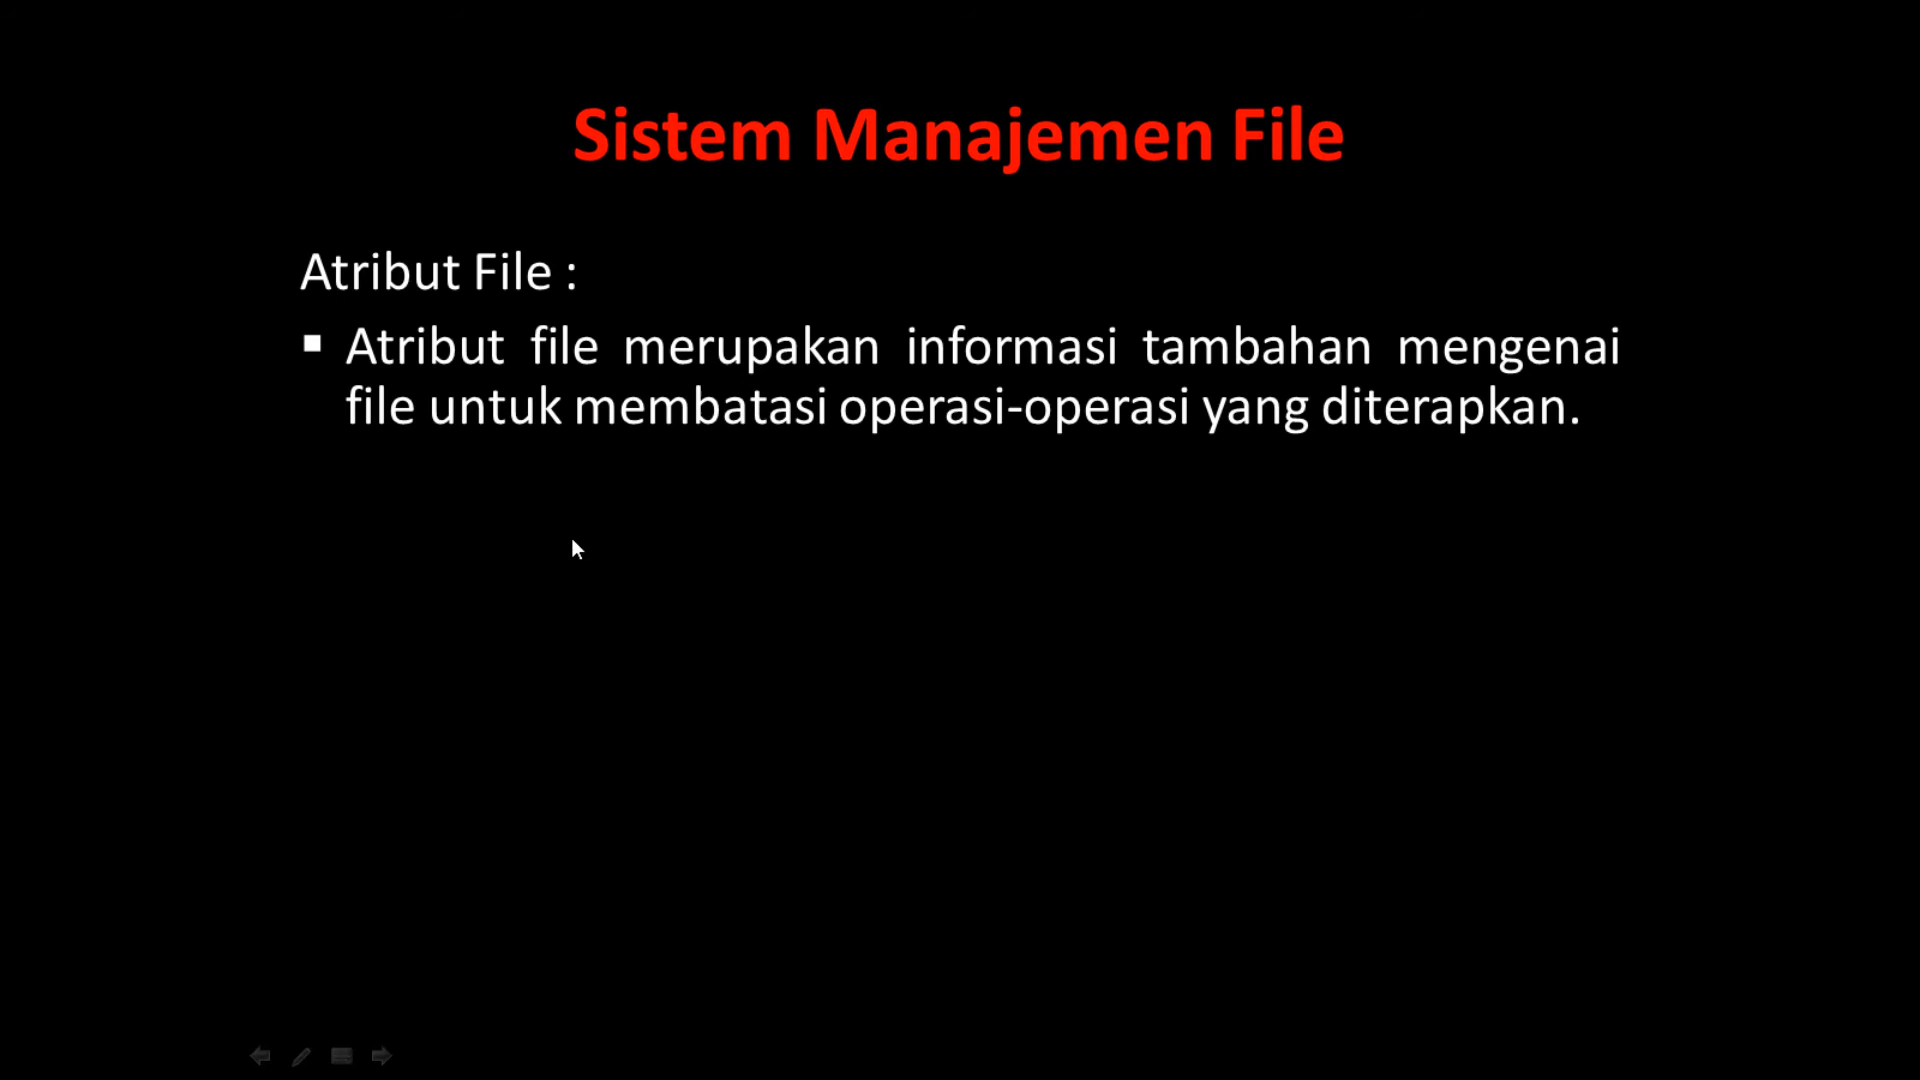 Sistem Manajemen File
Atribut File :
▪ Atribut file merupakan informasi tambahan mengenai
file untuk membatasi operasi-operasi yang diterapkan.